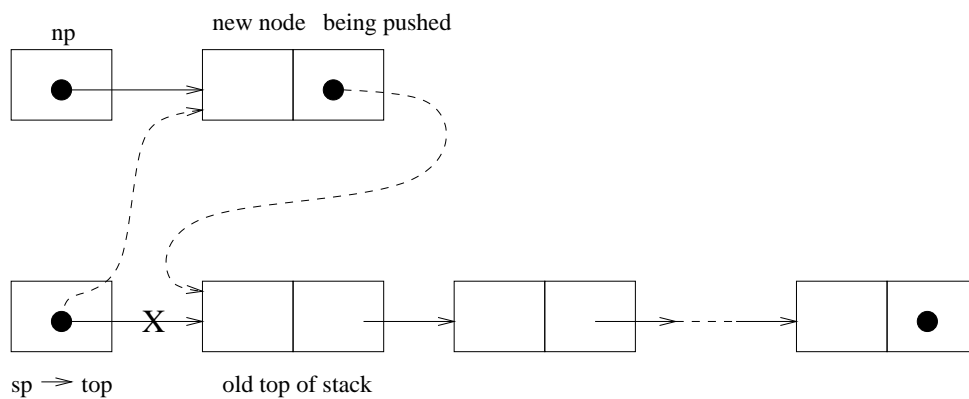 new node being pushed
np
X
sp → top
old top of stack